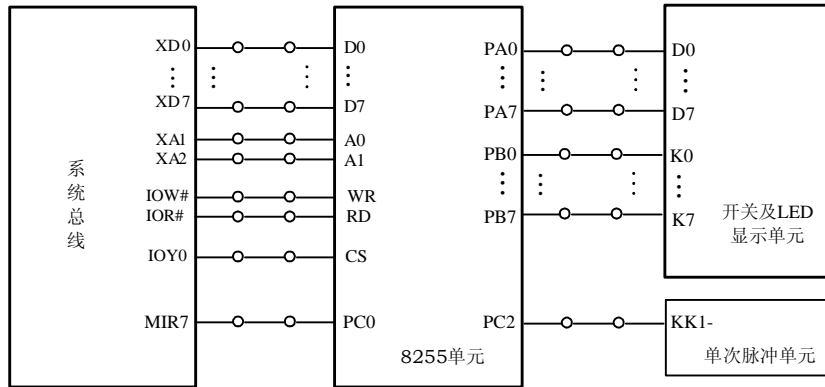 XD0
XD7
XA1
XA2
IOW#
IOR#
IOY0
MIR7
系统总线
D0
D7
A0
A1
WR
RD
CS
PC0
PA0
PA7
PB0
PB7
PC2
8255单元
D0
D7
K0
K7
开关及LED
显示单元
KK1-
单次脉冲单元